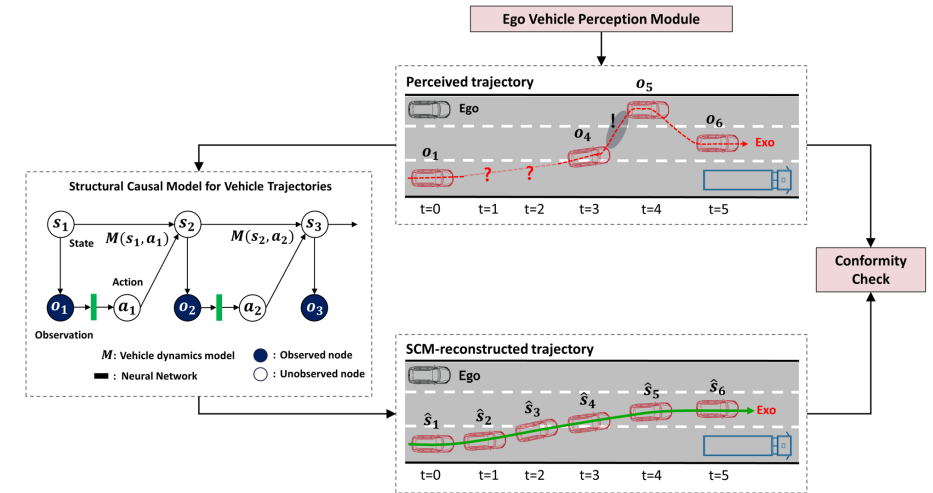 Ego Vehicle Perception Module
Perceived trajectory
Ego
o₅
!
o₄
o₆
Exo
o₁
?
?
t=0 t=1 t=2 t=3 t=4 t=5
Structural Causal Model for Vehicle Trajectories
s₁ s₂ s₃
State
M(s₁, a₁) M(s₂, a₂)
Action
o₁ a₁ o₂ a₂ o₃
Observation
M: Vehicle dynamics model
: Observed node
: Neural Network
: Unobserved node
Conformity
Check
SCM-reconstructed trajectory
Ego
ŝ₁ ŝ₂ ŝ₃ ŝ₄ ŝ₅ ŝ₆
Exo
t=0 t=1 t=2 t=3 t=4 t=5